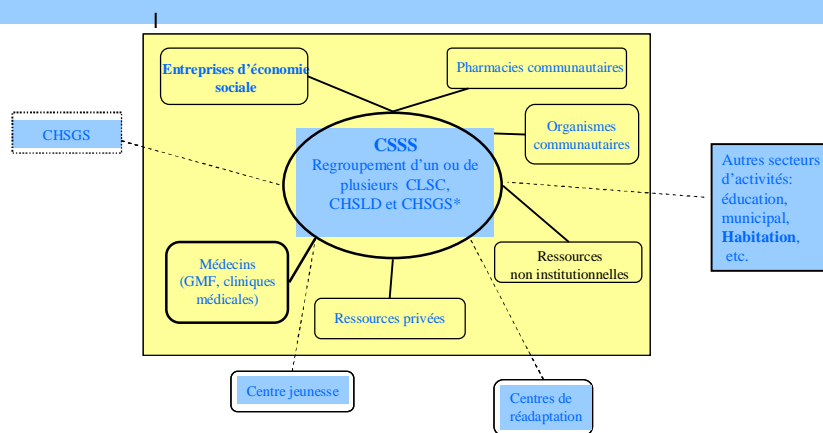 Entreprises d’économie
sociale
Pharmacies communautaires
CHSGS
Organismes
communautaires
CSSS
Regroupement d’un ou de
plusieurs CLSC,
CHSLD et CHSGS*
Autres secteurs
d’activités:
éducation,
municipal,
Habitation,
etc.
Médecins
(GMF, cliniques
médicales)
Ressources
non institutionnelles
Ressources privées
Centre jeunesse
Centres de
réadaptation